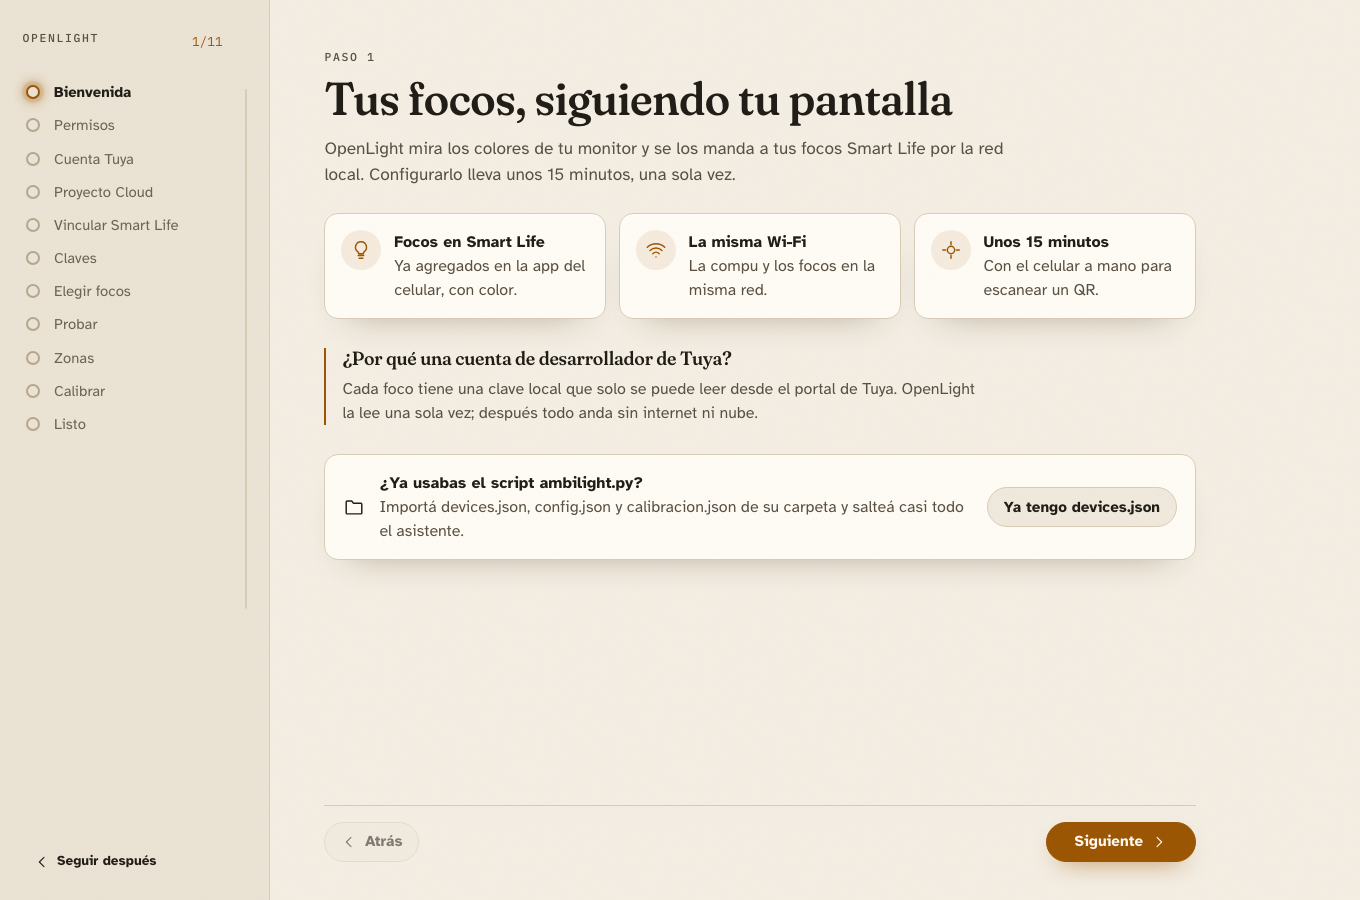 OPENLIGHT
1/11
Bienvenida
Permisos
Cuenta Tuya
Proyecto Cloud
Vincular Smart Life
Claves
Elegir focos
Probar
Zonas
Calibrar
Listo
Seguir después
PASO 1
Tus focos, siguiendo tu pantalla
OpenLight mira los colores de tu monitor y se los manda a tus focos Smart Life por la red
local. Configurarlo lleva unos 15 minutos, una sola vez.
Focos en Smart Life
Ya agregados en la app del
celular, con color.
La misma Wi-Fi
La compu y los focos en la
misma red.
Unos 15 minutos
Con el celular a mano para
escanear un QR.
¿Por qué una cuenta de desarrollador de Tuya?
Cada foco tiene una clave local que solo se puede leer desde el portal de Tuya. OpenLight
la lee una sola vez; después todo anda sin internet ni nube.
¿Ya usabas el script ambilight.py?
Importá devices.json, config.json y calibracion.json de su carpeta y salteá casi todo
el asistente.
Ya tengo devices.json
Atrás
Siguiente